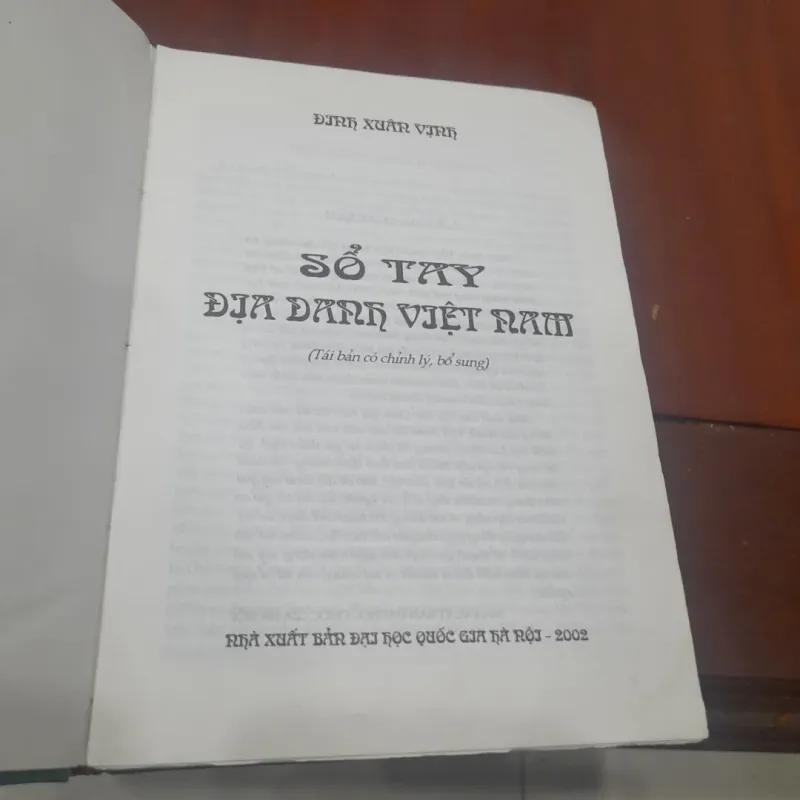 ĐINH XUÂN VỊNH
SỔ TAY
ĐỊA DANH VIỆT NAM
(Tái bản có chỉnh lý, bổ sung)
NHÀ XUẤT BẢN ĐẠI HỌC QUỐC GIA HÀ NỘI - 2002